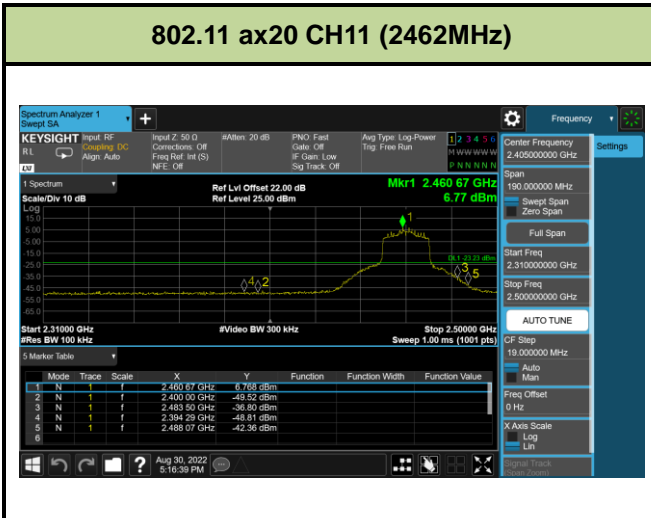 802.11 ax20 CH11 (2462MHz)
Spectrum Analyzer 1
Swept SA
+
Frequency
KEYSIGHT
Input: RF
Input Z: 50 Ω
#Atten: 20 dB
PNO: Fast
Avg Type: Log-Power
1 2 3 4 5 6
RL
Coupling: DC
Corrections: Off
Gate: Off
Trig: Free Run
M W W W W W
Align: Auto
Freq Ref: Int (S)
IF Gain: Low
P N N N N N
NFE: Off
Sig Track: Off
1 Spectrum
Ref Lvl Offset 22.00 dB
Mkr1 2.460 67 GHz
Scale/Div 10 dB
Ref Level 25.00 dBm
6.77 dBm
Log
15.0
5.00
-5.00
-15.0
-25.0
-35.0
-45.0
-55.0
-65.0
1
DL1 -23.23 dBm
3
5
4
2
Start 2.31000 GHz
#Video BW 300 kHz
Stop 2.50000 GHz
#Res BW 100 kHz
Sweep 1.00 ms (1001 pts)
5 Marker Table
Mode Trace Scale X Y Function Function Width Function Value
1 N 1 f 2.460 67 GHz 6.768 dBm
2 N 1 f 2.400 00 GHz -49.52 dBm
3 N 1 f 2.483 50 GHz -36.80 dBm
4 N 1 f 2.394 29 GHz -48.81 dBm
5 N 1 f 2.488 07 GHz -42.36 dBm
6
?
Aug 30, 2022
5:16:39 PM
Center Frequency
2.405000000 GHz
Settings
Span
190.000000 MHz
Swept Span
Zero Span
Full Span
Start Freq
2.310000000 GHz
Stop Freq
2.500000000 GHz
AUTO TUNE
CF Step
19.000000 MHz
Auto
Man
Freq Offset
0 Hz
X Axis Scale
Log
Lin
Signal Track
(Span Zoom)